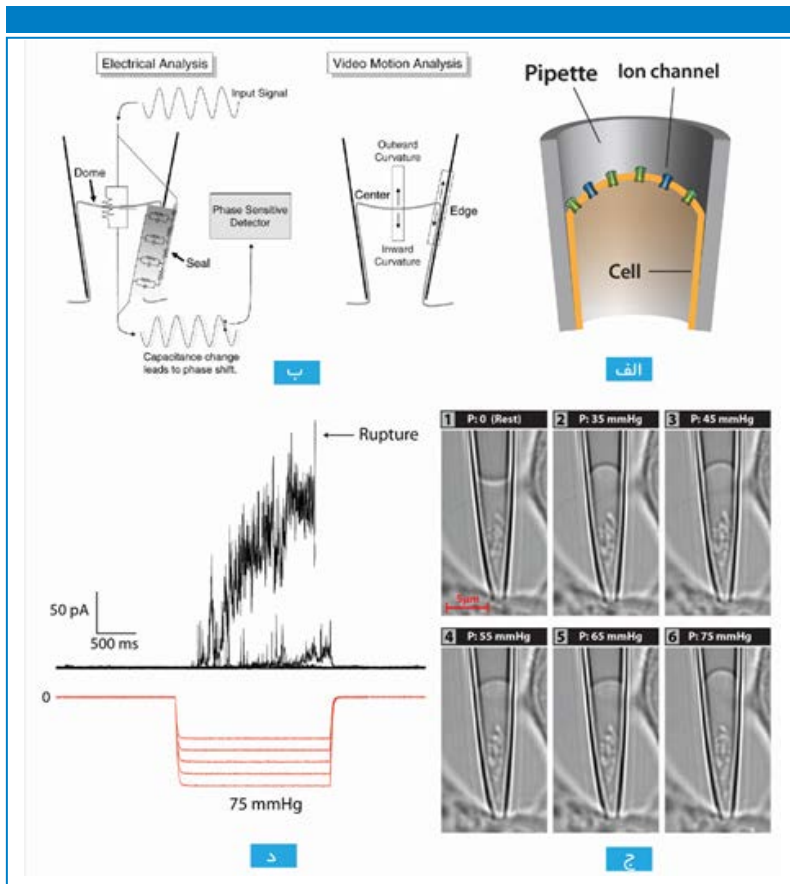 Electrical Analysis
Input Signal
Dome
Phase Sensitive
Detector
Seal
Capacitance change
leads to phase shift.
ب
Video Motion Analysis
Outward
Curvature
Center
Edge
Inward
Curvature
Pipette
Ion channel
Cell
الف
Rupture
50 pA
500 ms
0
75 mmHg
د
1 P: 0 (Rest)
2 P: 35 mmHg
3 P: 45 mmHg
5µm
4 P: 55 mmHg
5 P: 65 mmHg
6 P: 75 mmHg
ج